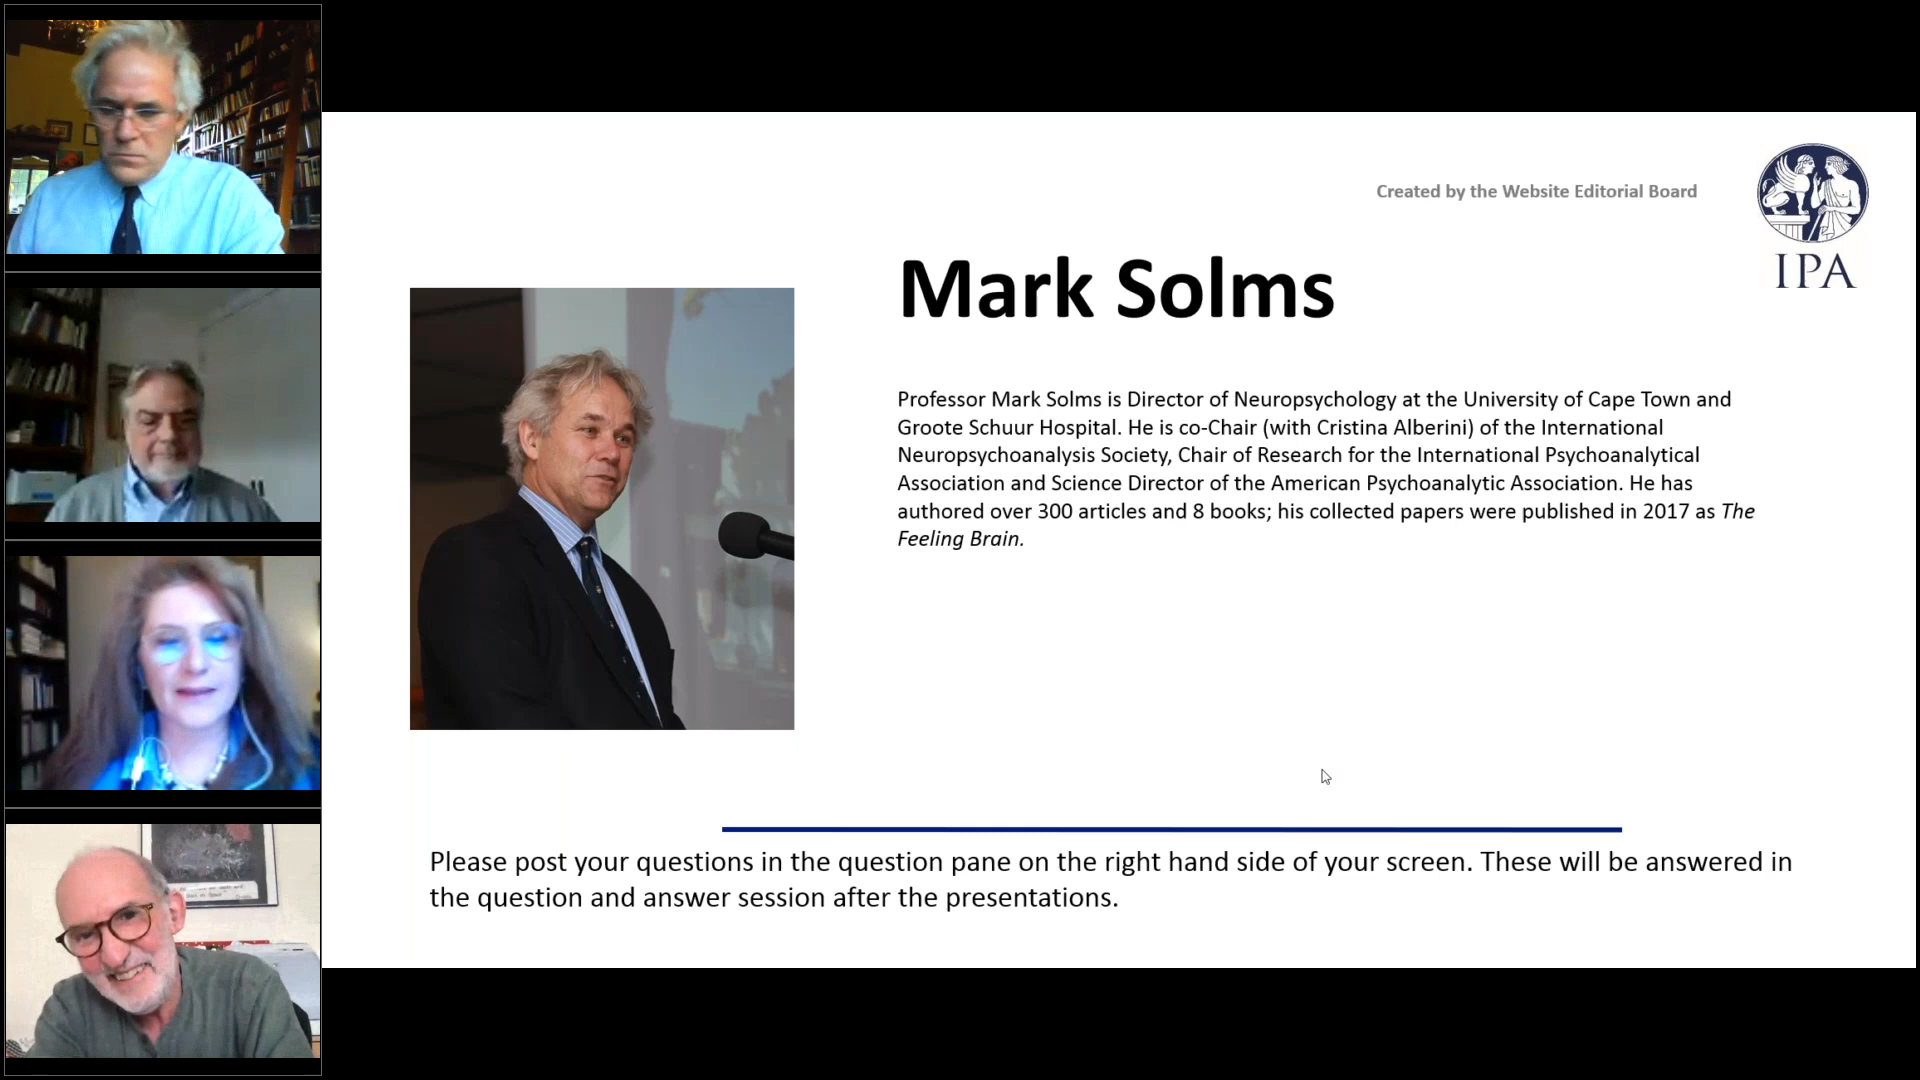 Created by the Website Editorial Board
IPA
Mark Solms
Professor Mark Solms is Director of Neuropsychology at the University of Cape Town and
Groote Schuur Hospital. He is co-Chair (with Cristina Alberini) of the International
Neuropsychoanalysis Society, Chair of Research for the International Psychoanalytical
Association and Science Director of the American Psychoanalytic Association. He has
authored over 300 articles and 8 books; his collected papers were published in 2017 as The
Feeling Brain.
Please post your questions in the question pane on the right hand side of your screen. These will be answered in
the question and answer session after the presentations.